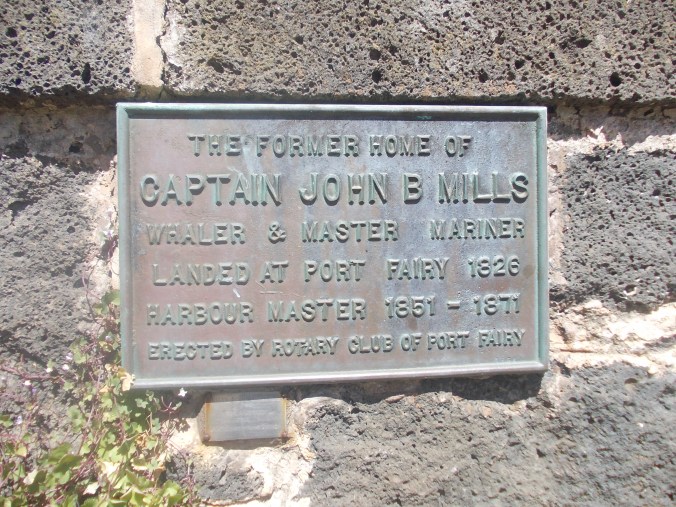 THE FORMER HOME OF
CAPTAIN JOHN B MILLS
WHALER & MASTER MARINER
LANDED AT PORT FAIRY 1826
HARBOUR MASTER 1851 - 1871
ERECTED BY ROTARY CLUB OF PORT FAIRY